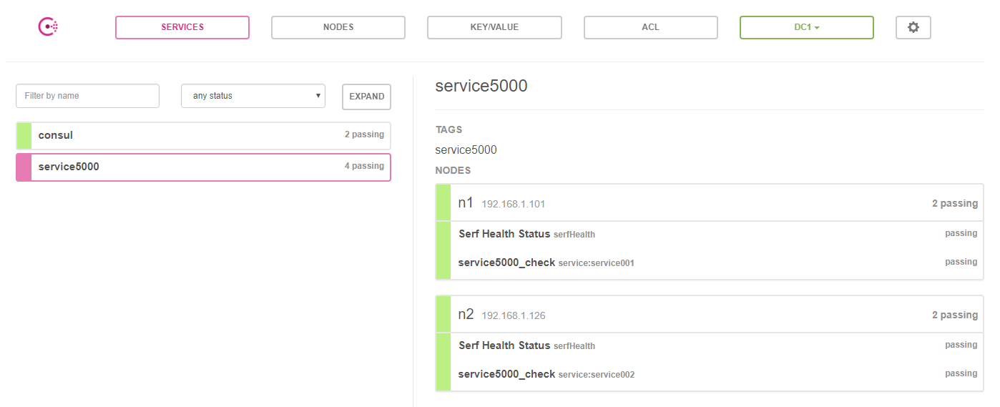 SERVICES NODES KEY/VALUE ACL DC1
Filter by name any status EXPAND
consul 2 passing
service5000 4 passing
service5000
TAGS
service5000
NODES
n1 192.168.1.101 2 passing
Serf Health Status serfHealth passing
service5000_check service:service001 passing
n2 192.168.1.126 2 passing
Serf Health Status serfHealth passing
service5000_check service:service002 passing